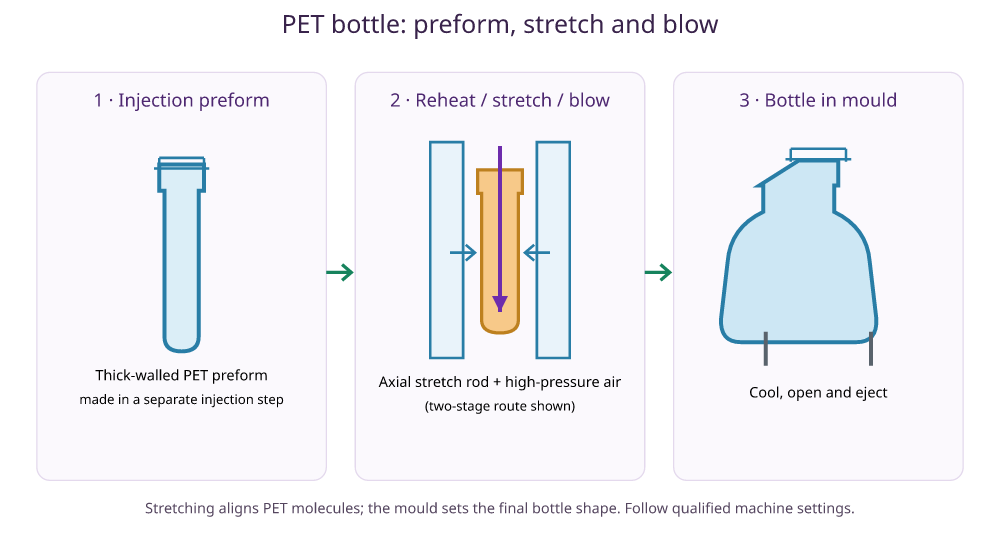 PET bottle: preform, stretch and blow
1 · Injection preform
Thick-walled PET preform
made in a separate injection step
2 · Reheat / stretch / blow
Axial stretch rod + high-pressure air
(two-stage route shown)
3 · Bottle in mould
Cool, open and eject
Stretching aligns PET molecules; the mould sets the final bottle shape. Follow qualified machine settings.